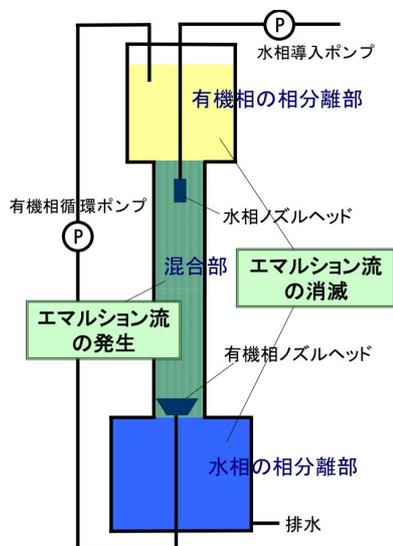 P
水相導入ポンプ
有機相の相分離部
有機相循環ポンプ
P
水相ノズルヘッド
混合部
エマルション流
の消滅
エマルション流
の発生
有機相ノズルヘッド
水相の相分離部
排水